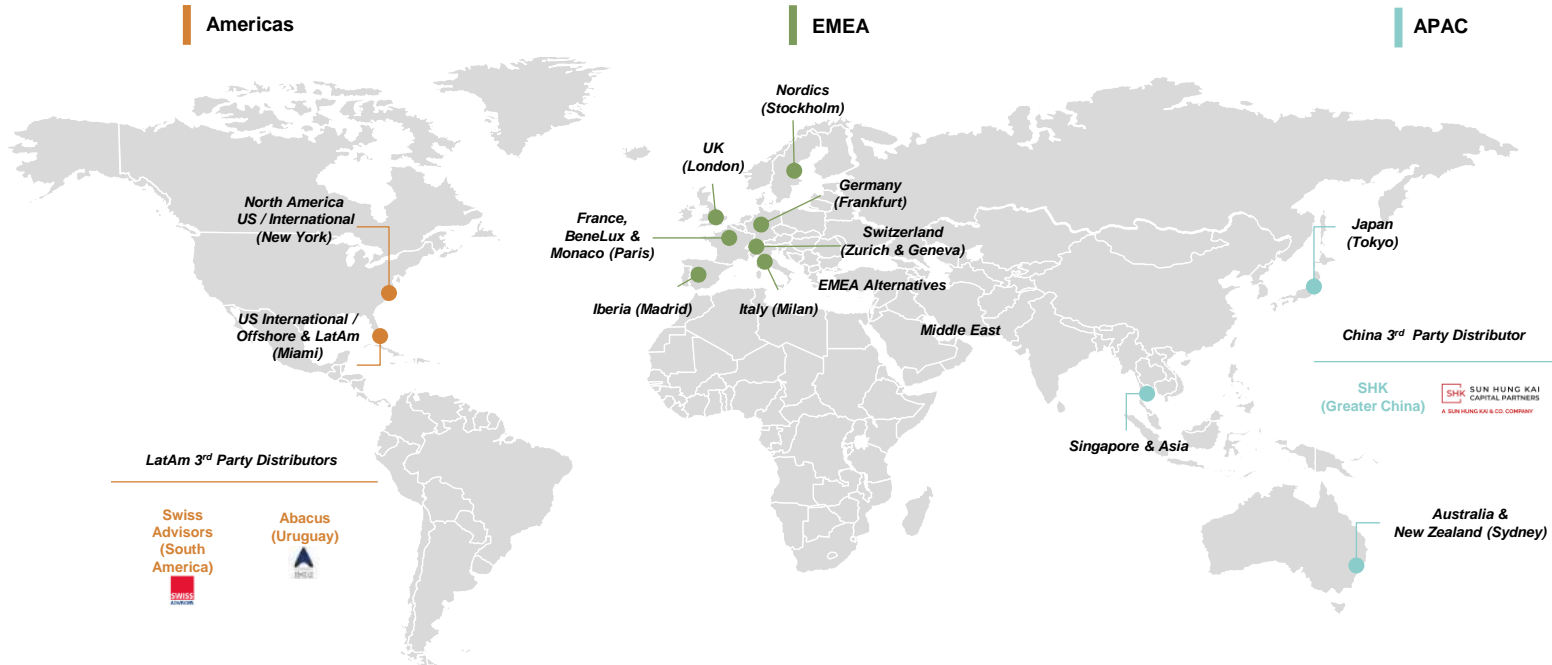 Americas
EMEA
APAC
Nordics
(Stockholm)
UK
(London)
Germany
(Frankfurt)
North America
US / International
(New York)
France,
BeneLux &
Monaco (Paris)
Switzerland
(Zurich & Geneva)
Japan
(Tokyo)
EMEA Alternatives
Iberia (Madrid)
Italy (Milan)
US International /
Offshore & LatAm
(Miami)
Middle East
China 3rd Party Distributor
SHK
(Greater China)
SHK
SUN HUNG KAI
CAPITAL PARTNERS
A SUN HUNG KAI & CO. COMPANY
Singapore & Asia
LatAm 3rd Party Distributors
Swiss
Advisors
(South
America)
Abacus
(Uruguay)
SWISS
ADVISORS
Australia &
New Zealand (Sydney)